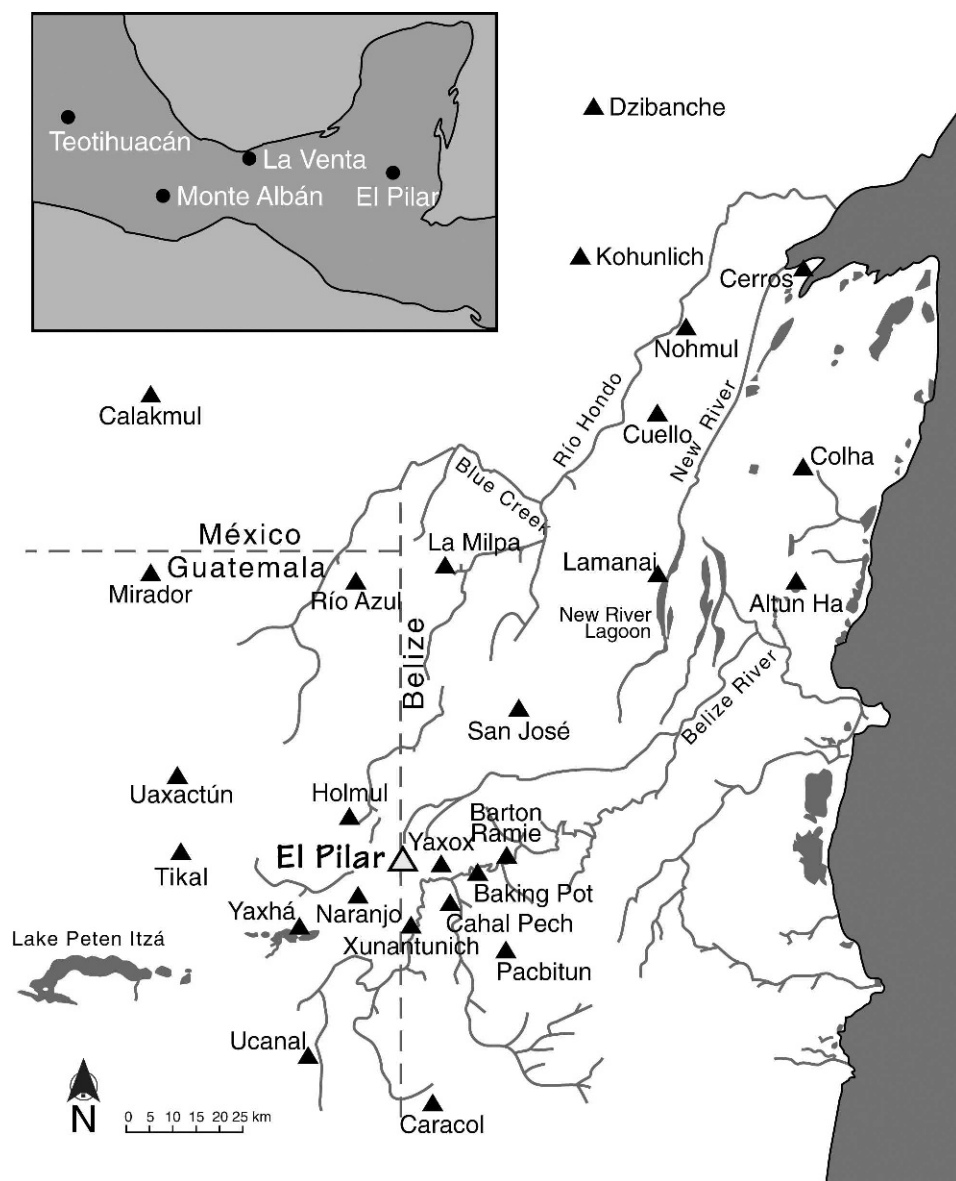 Teotihuacán
La Venta
Monte Albán
El Pilar
Dzibanche
Kohunlich
Cerros
Nohmul
Río Hondo
New River
Calakmul
Cuello
Colha
Blue Creek
México
Guatemala
La Milpa
Mirador
Río Azul
Lamanai
Altun Ha
New River
Lagoon
Belize
Belize River
San José
Uaxactún
Holmul
Barton
Ramie
El Pilar
Yaxox
Tikal
Baking Pot
Yaxhá
Naranjo
Cahal Pech
Xunantunich
Lake Peten Itzá
Pacbitun
Ucanal
N
0 5 10 15 20 25 km
Caracol